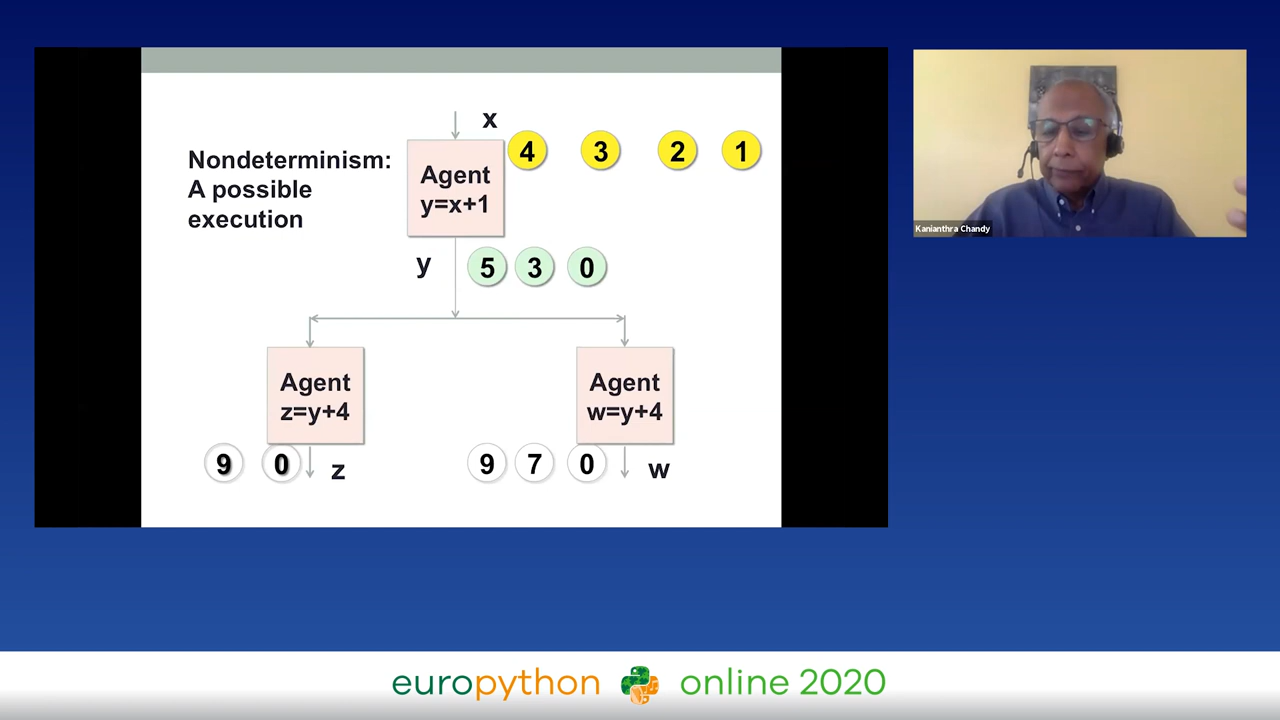 Nondeterminism:
A possible
execution
x
4 3 2 1
Agent
y=x+1
y
5 3 0
Agent
z=y+4
Agent
w=y+4
9 0
z
9 7 0
w
Kanianthra Chandy
europython online 2020